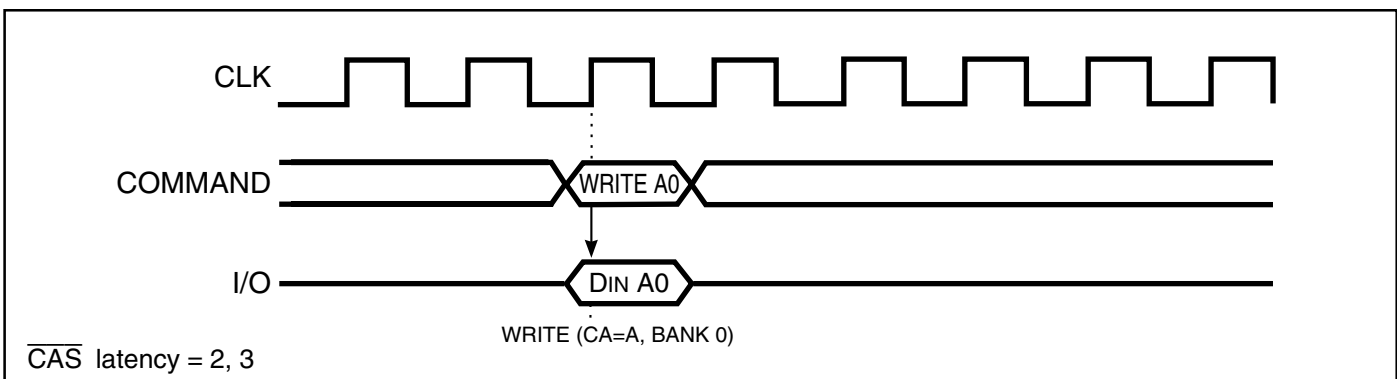 CLK
COMMAND
WRITE A0
I/O
DIN A0
WRITE (CA=A, BANK 0)
CAS latency = 2, 3